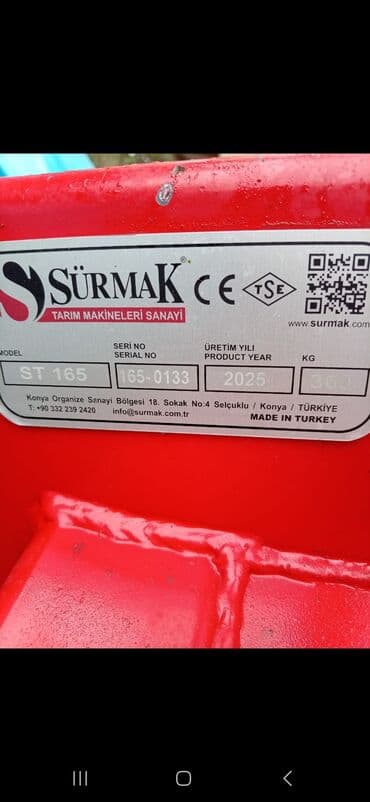 SÜRMAK ®
TARIM MAKİNELERİ SANAYİ
CE
TSE
www.surmak.com
MODEL
SERI NO
SERIAL NO
ÜRETİM YILI
PRODUCT YEAR
KG
ST 165
165-0133
2025
Konya Organize Sanayi Bölgesi 18. Sokak No:4 Selçuklu / Konya / TÜRKİYE
T: +90 332 239 2420
info@surmak.com.tr
MADE IN TURKEY